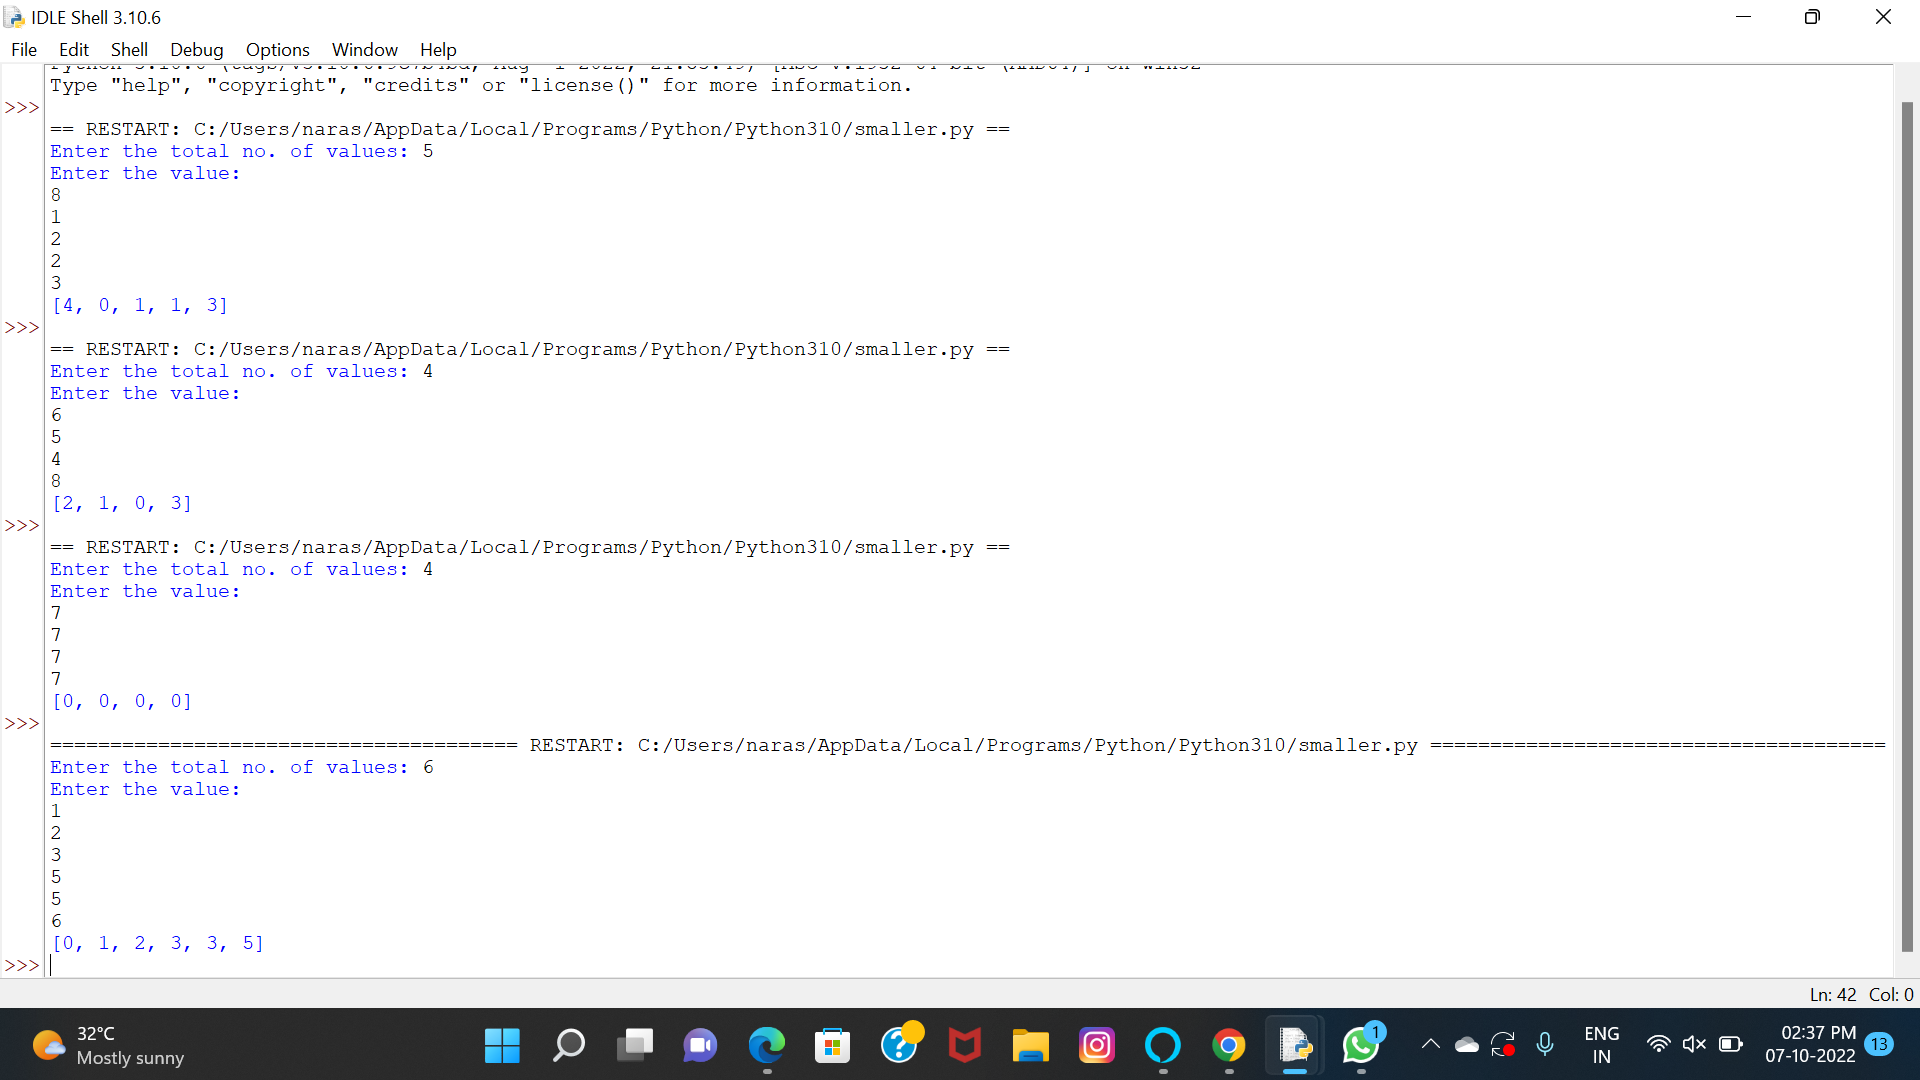 IDLE Shell 3.10.6
File Edit Shell Debug Options Window Help
Type "help", "copyright", "credits" or "license()" for more information.
>>>
== RESTART: C:/Users/naras/AppData/Local/Programs/Python/Python310/smaller.py ==
Enter the total no. of values: 5
Enter the value:
8
1
2
2
3
[4, 0, 1, 1, 3]
>>>
== RESTART: C:/Users/naras/AppData/Local/Programs/Python/Python310/smaller.py ==
Enter the total no. of values: 4
Enter the value:
6
5
4
8
[2, 1, 0, 3]
>>>
== RESTART: C:/Users/naras/AppData/Local/Programs/Python/Python310/smaller.py ==
Enter the total no. of values: 4
Enter the value:
7
7
7
7
[0, 0, 0, 0]
>>>
======================================= RESTART: C:/Users/naras/AppData/Local/Programs/Python/Python310/smaller.py ======================================
Enter the total no. of values: 6
Enter the value:
1
2
3
5
5
6
[0, 1, 2, 3, 3, 5]
>>>
Ln: 42 Col: 0
32°C
Mostly sunny
1
ENG
IN
02:37 PM
07-10-2022
13